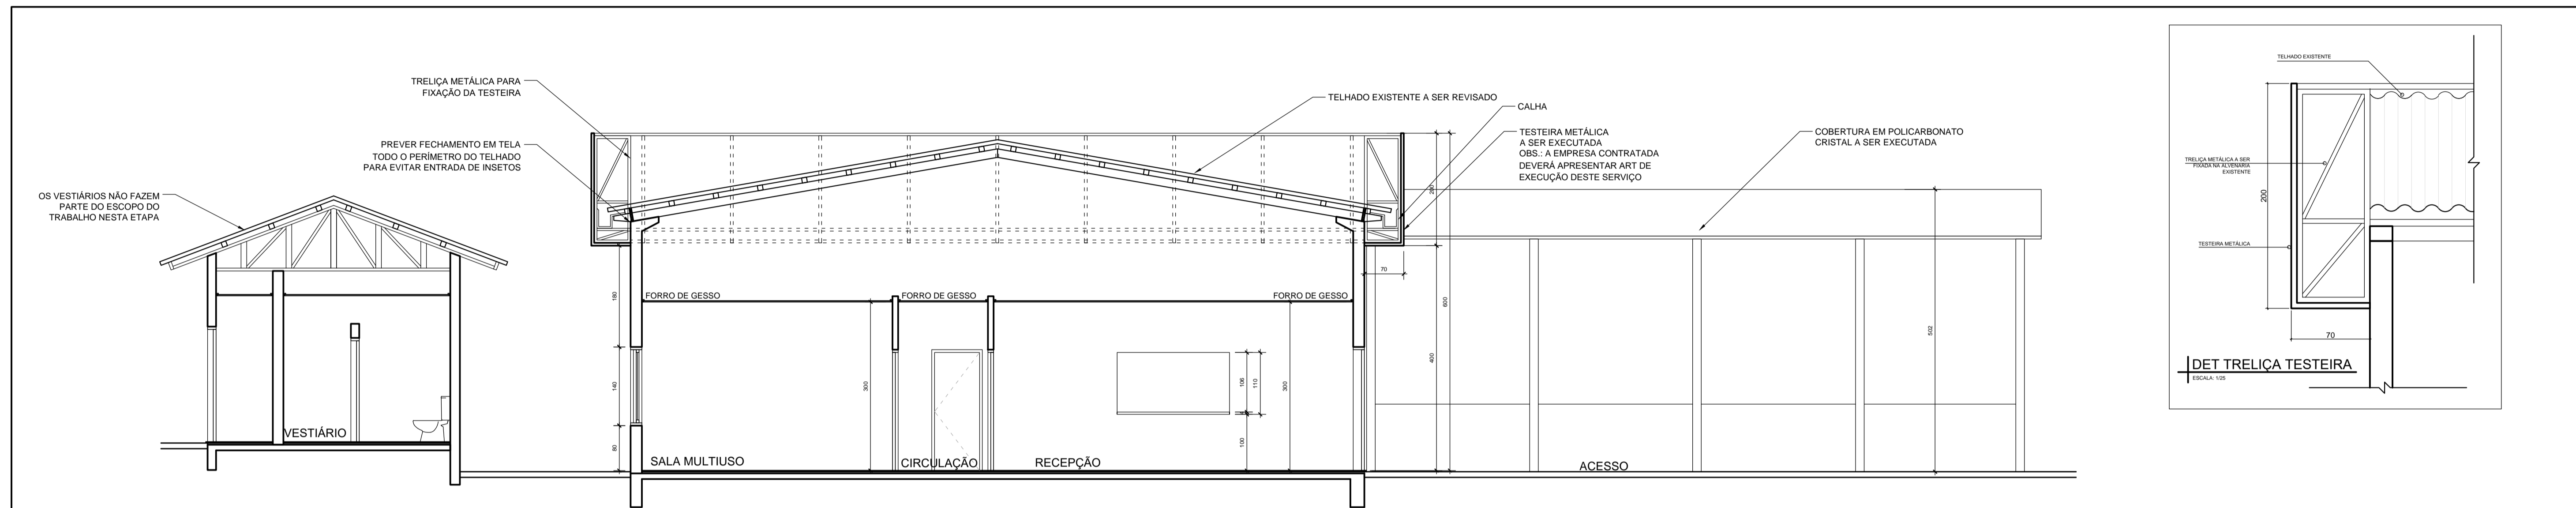 TRELIÇA METÁLICA PARA
FIXAÇÃO DA TESTEIRA
PREVER FECHAMENTO EM TELA
TODO O PERÍMETRO DO TELHADO
PARA EVITAR ENTRADA DE INSETOS
OS VESTIÁRIOS NÃO FAZEM
PARTE DO ESCOPO DO
TRABALHO NESTA ETAPA
TELHADO EXISTENTE A SER REVISADO
CALHA
TESTEIRA METÁLICA
A SER EXECUTADA
OBS.: A EMPRESA CONTRATADA
DEVERÁ APRESENTAR ART DE
EXECUÇÃO DESTE SERVIÇO
COBERTURA EM POLICARBONATO
CRISTAL A SER EXECUTADA
200
70
600
400
502
180
140
80
FORRO DE GESSO
FORRO DE GESSO
FORRO DE GESSO
300
106
110
100
300
VESTIÁRIO
SALA MULTIUSO
CIRCULAÇÃO
RECEPÇÃO
ACESSO
TELHADO EXISTENTE
TRELIÇA METÁLICA A SER
FIXADA NA ALVENARIA
EXISTENTE
200
TESTEIRA METÁLICA
70
DET TRELIÇA TESTEIRA
ESCALA: 1/25